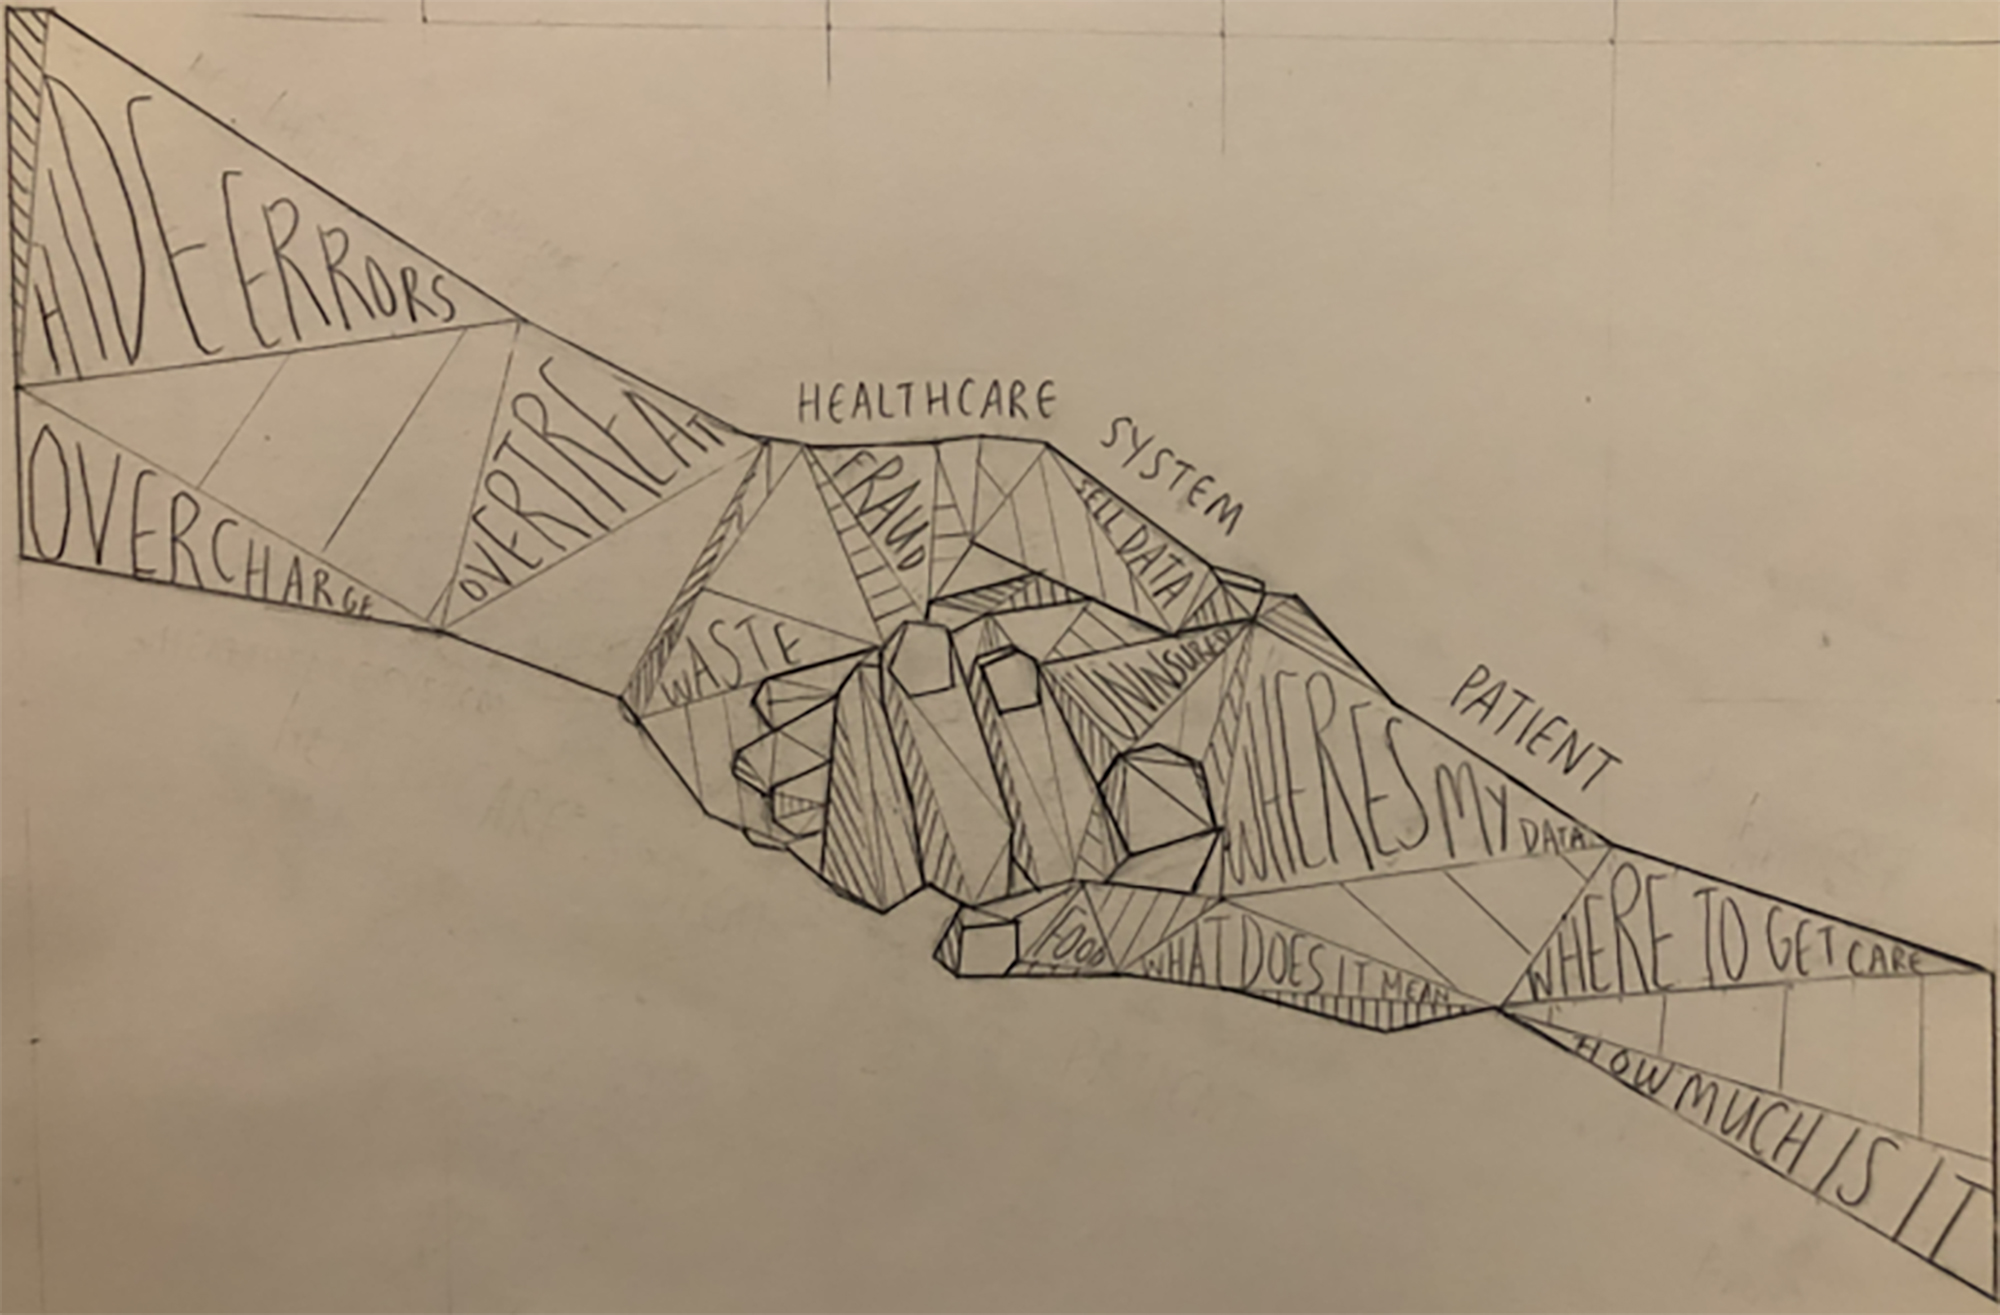 HIDE ERRORS
OVERCHARGE
OVERTREAT
HEALTHCARE SYSTEM
FRAUD
SELL DATA
WASTE
UNINSURED
PATIENT
WHERES MY DATA
FOOD
WHAT DOES IT MEAN
WHERE TO GET CARE
HOW MUCH IS IT